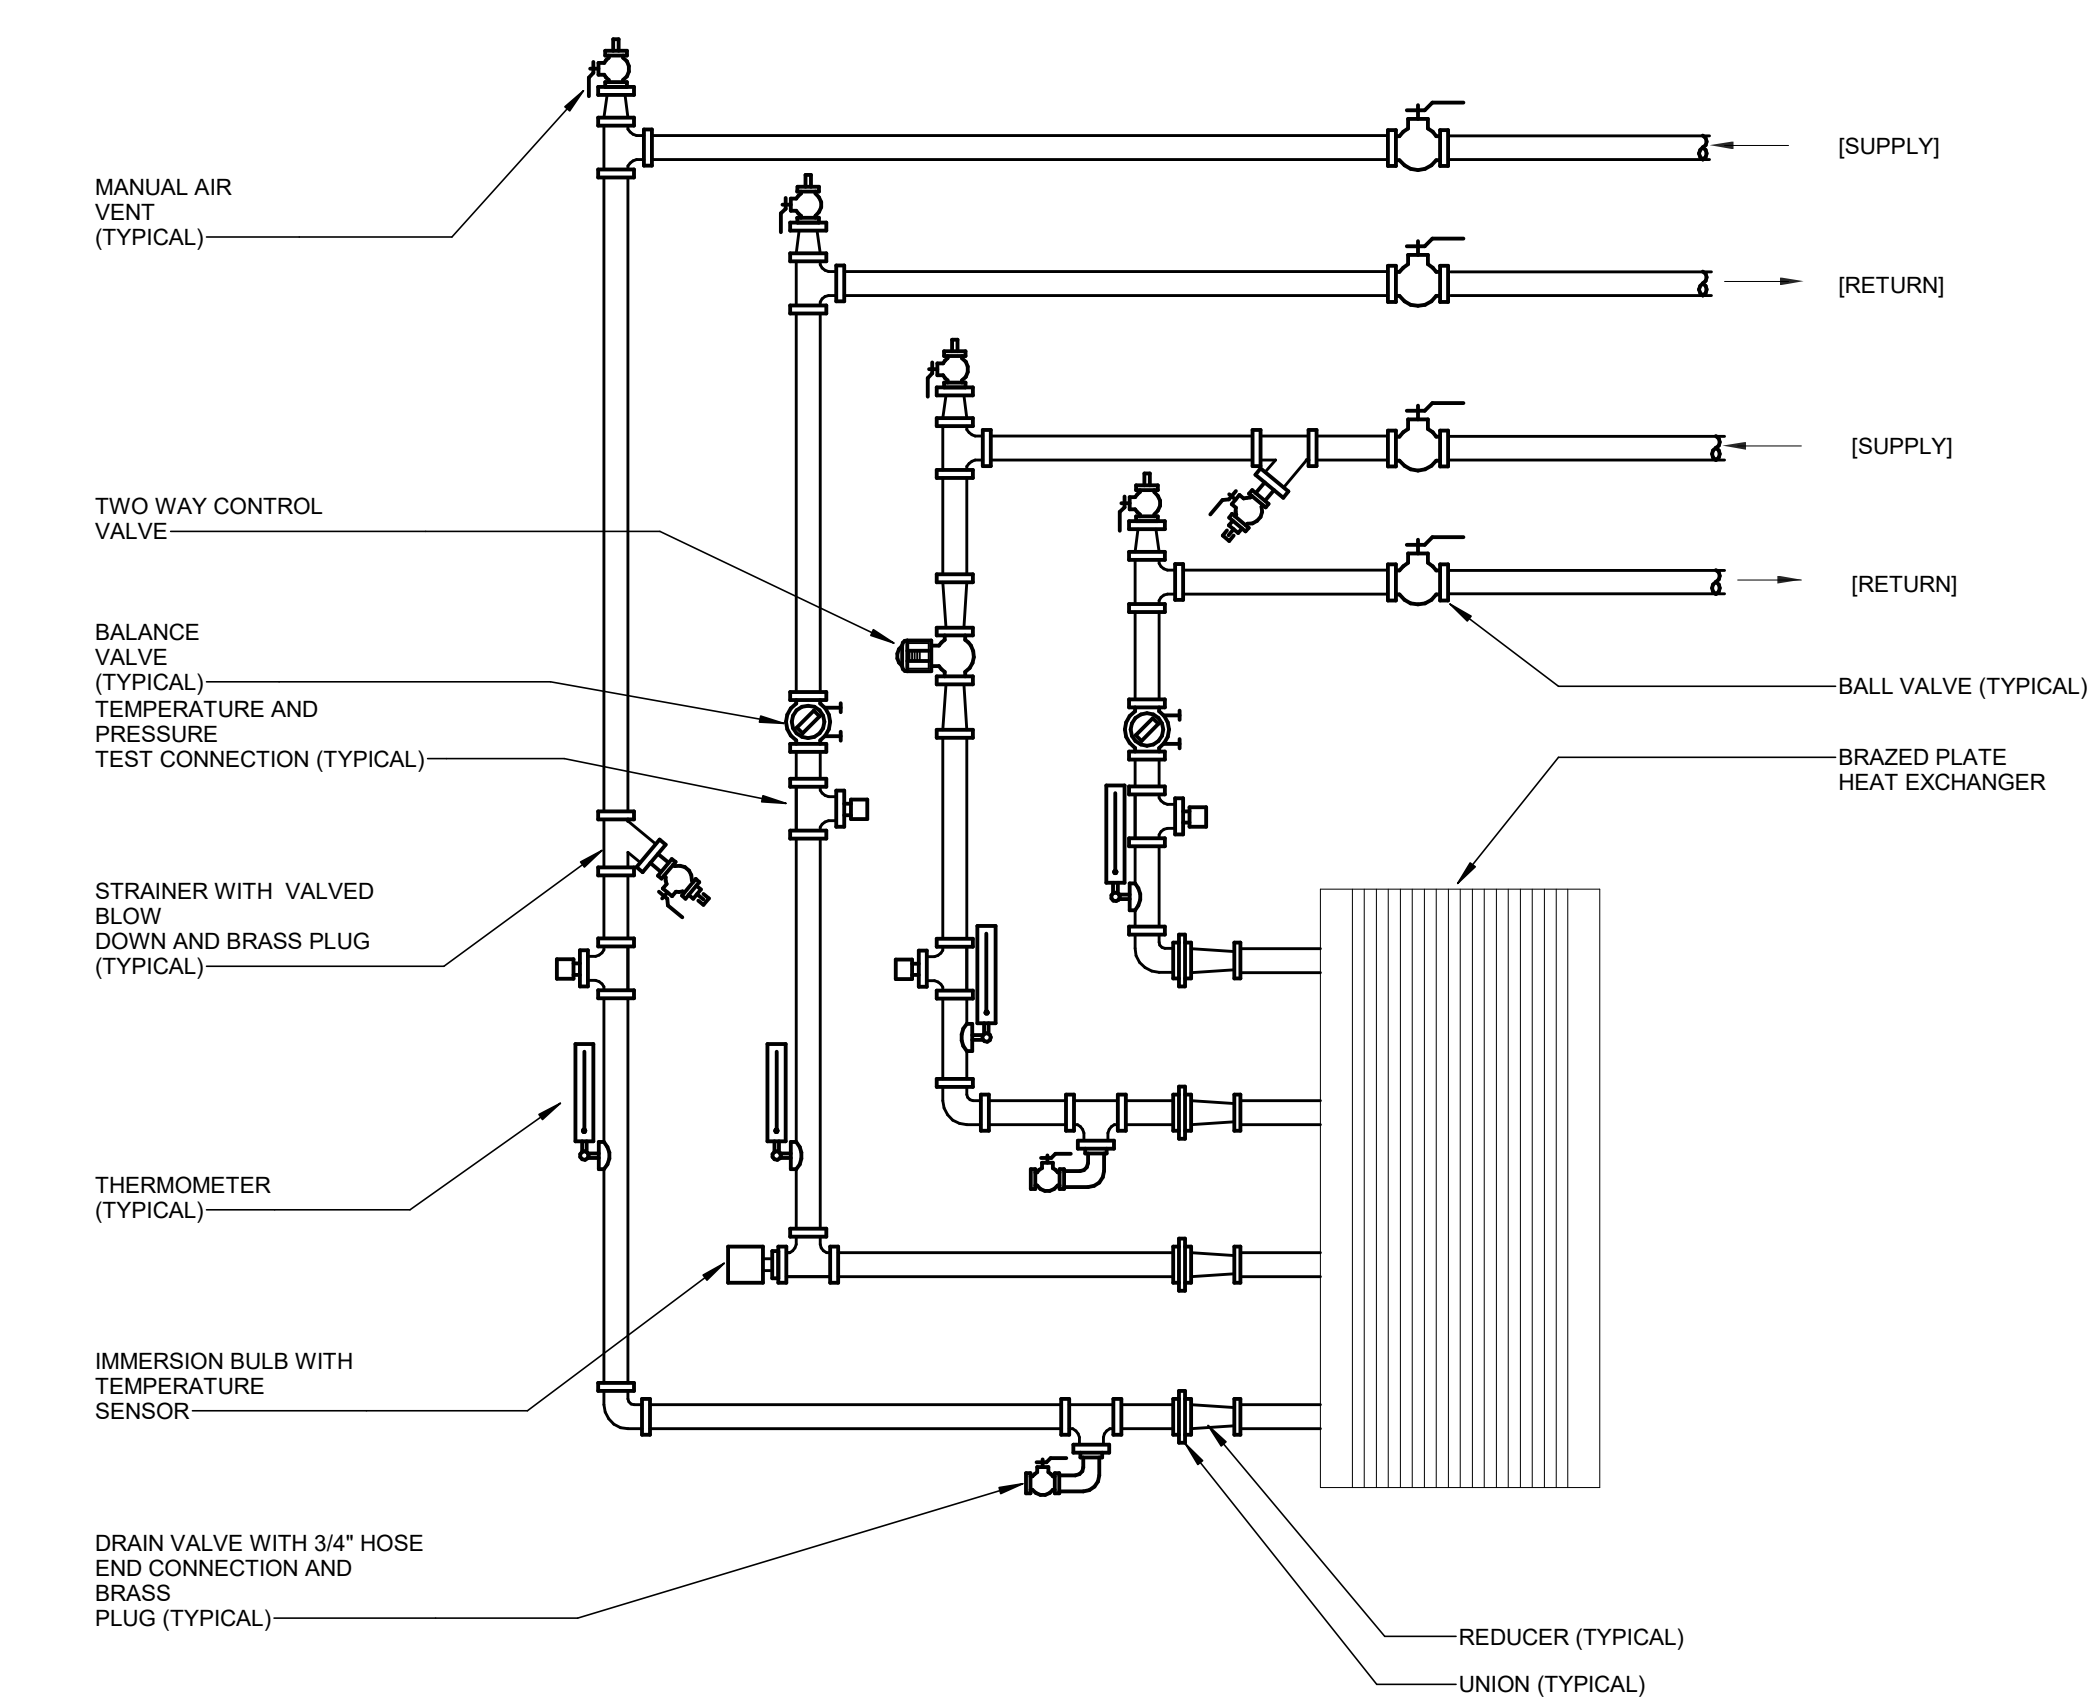 [SUPPLY]
MANUAL AIR
VENT
(TYPICAL)
[RETURN]
[SUPPLY]
TWO WAY CONTROL
VALVE
[RETURN]
BALANCE
VALVE
(TYPICAL)
TEMPERATURE AND
PRESSURE
TEST CONNECTION (TYPICAL)
BALL VALVE (TYPICAL)
BRAZED PLATE
HEAT EXCHANGER
STRAINER WITH VALVED
BLOW
DOWN AND BRASS PLUG
(TYPICAL)
THERMOMETER
(TYPICAL)
IMMERSION BULB WITH
TEMPERATURE
SENSOR
DRAIN VALVE WITH 3/4" HOSE
END CONNECTION AND
BRASS
PLUG (TYPICAL)
REDUCER (TYPICAL)
UNION (TYPICAL)